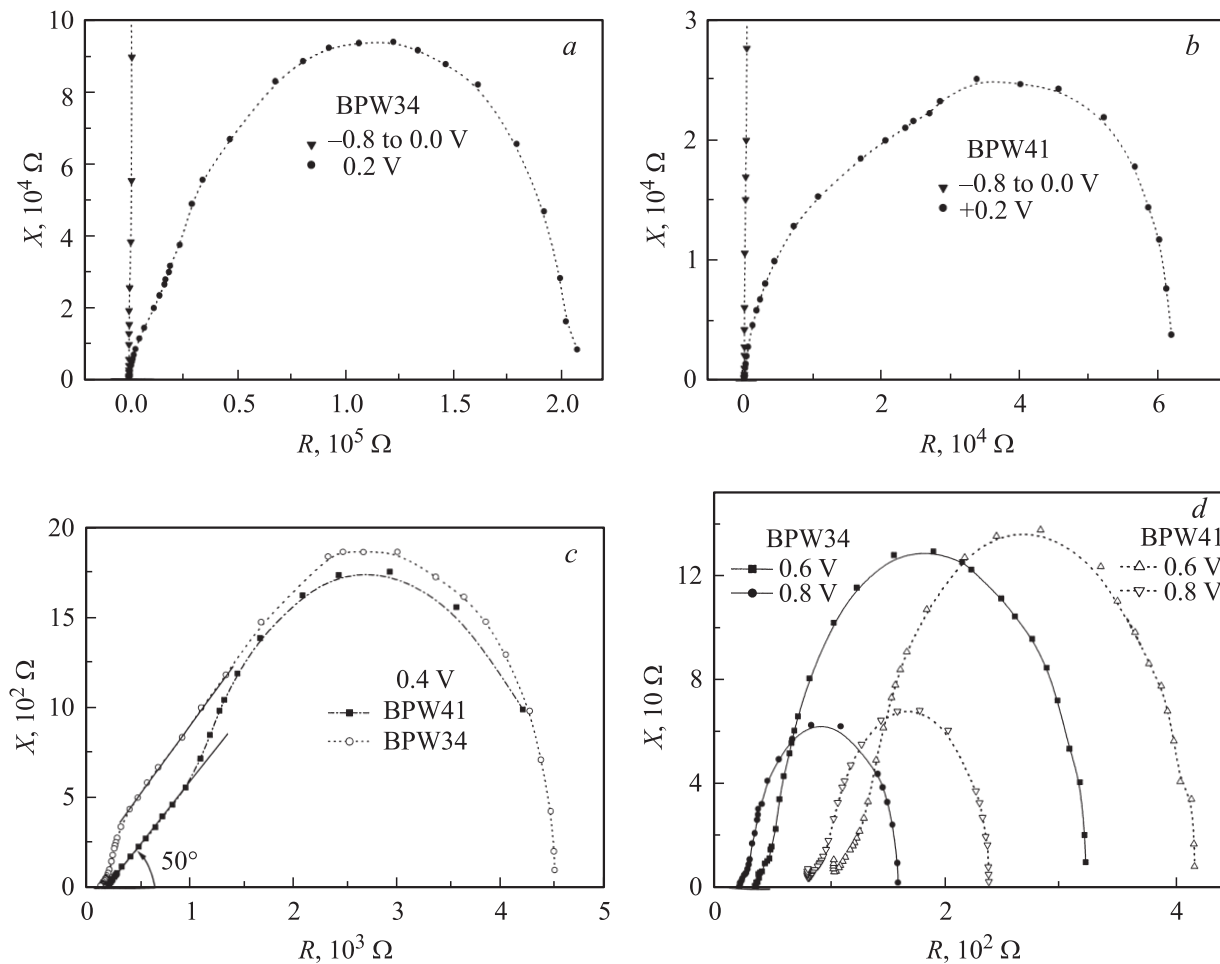 a
10
8
6
4
2
0
X, 10⁴ Ω
BPW34
–0.8 to 0.0 V
0.2 V
0.0 0.5 1.0 1.5 2.0
R, 10⁵ Ω
b
3
2
1
0
X, 10⁴ Ω
BPW41
–0.8 to 0.0 V
+0.2 V
0 2 4 6
R, 10⁴ Ω
c
20
15
10
5
0
X, 10² Ω
0.4 V
BPW41
BPW34
50°
0 1 2 3 4 5
R, 10³ Ω
d
12
8
4
0
X, 10 Ω
BPW34
0.6 V
0.8 V
BPW41
0.6 V
0.8 V
0 2 4
R, 10² Ω